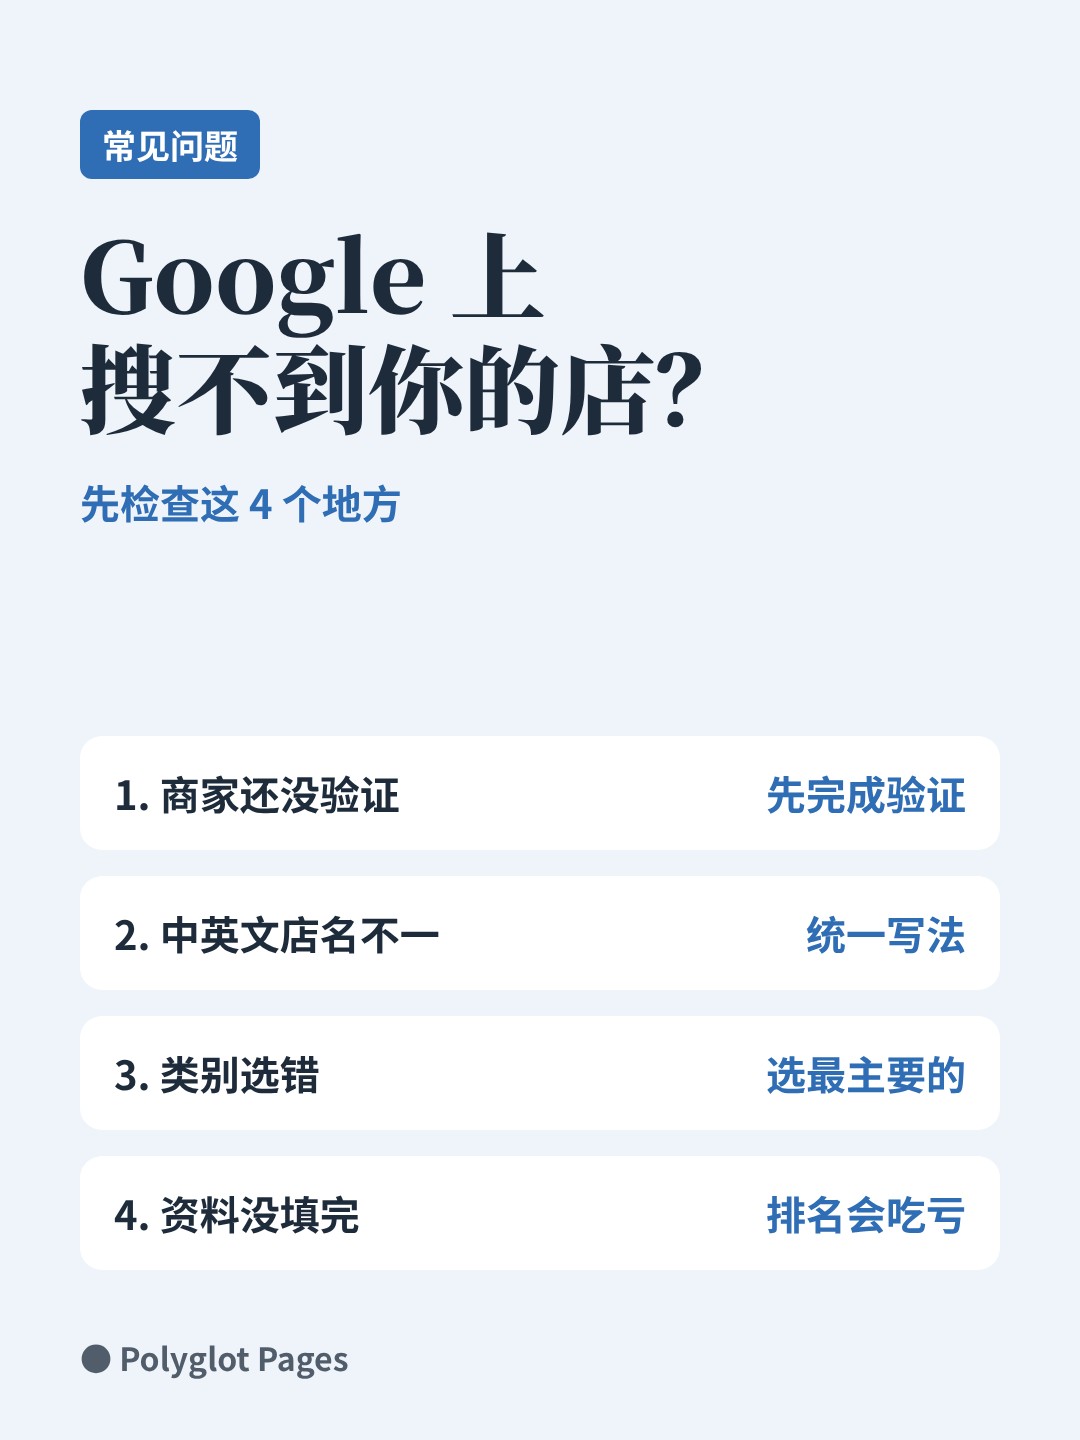 常见问题
Google 上
搜不到你的店?
先检查这 4 个地方
1. 商家还没验证 先完成验证
2. 中英文店名不一 统一写法
3. 类别选错 选最主要的
4. 资料没填完 排名会吃亏
Polyglot Pages